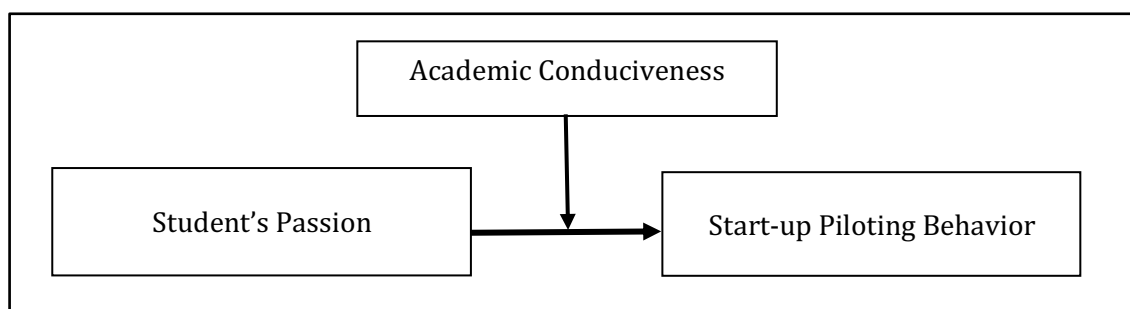 Academic Conduciveness
Student’s Passion
Start-up Piloting Behavior